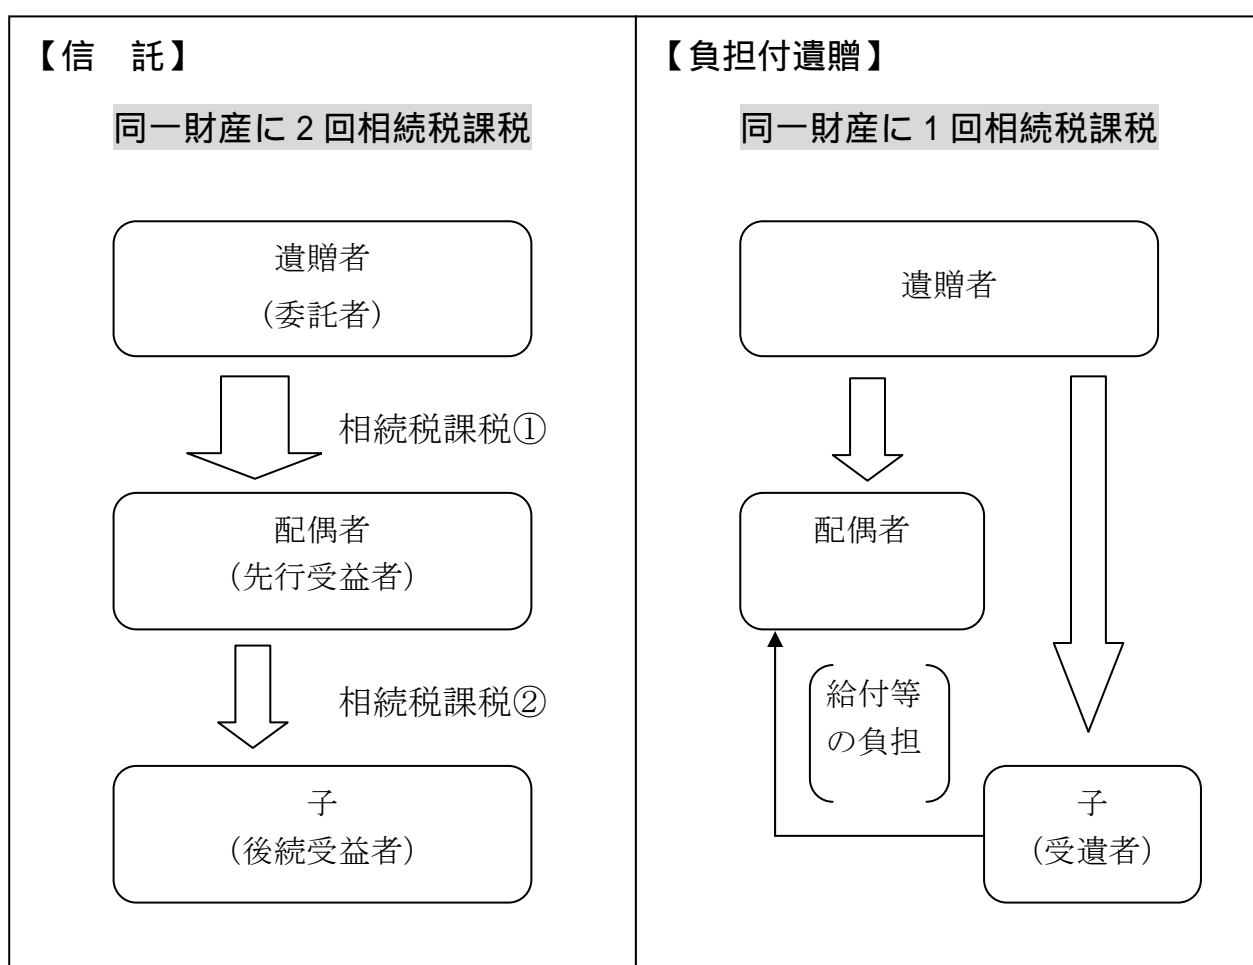 【信　託】
同一財産に2回相続税課税
遺贈者
（委託者）
相続税課税①
配偶者
（先行受益者）
相続税課税②
子
（後続受益者）
【負担付遺贈】
同一財産に1回相続税課税
遺贈者
配偶者
給付等
の負担
子
（受遺者）